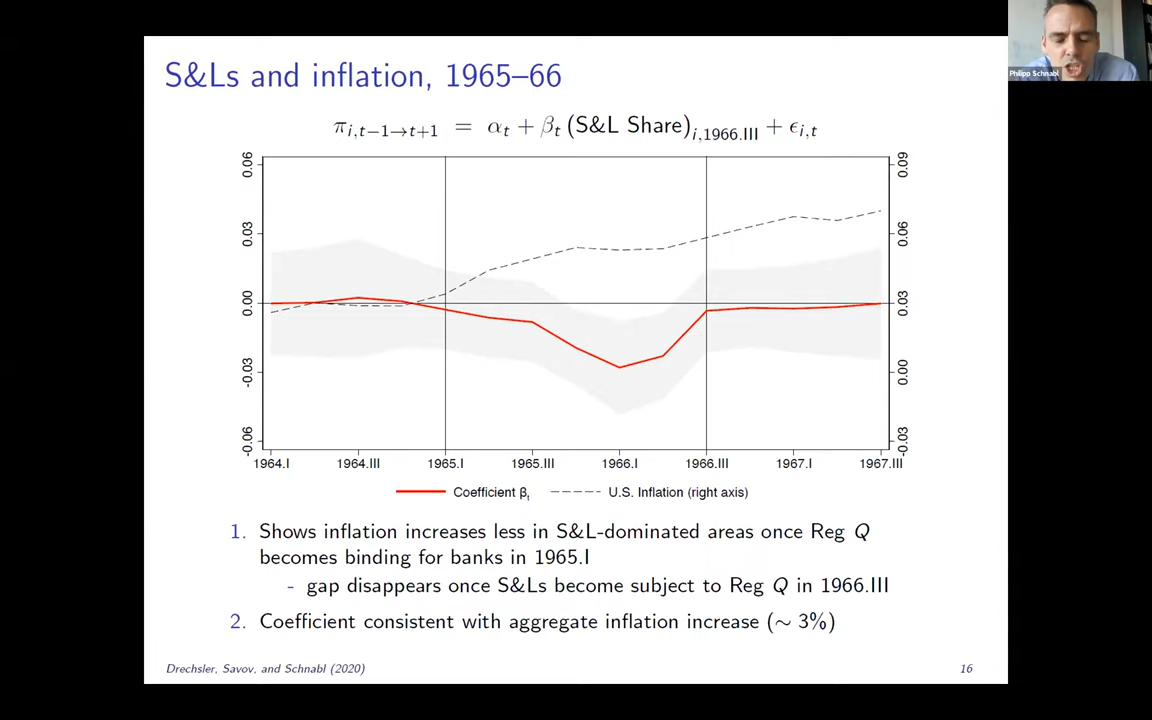 Philipp Schnabl
S&Ls and inflation, 1965–66
π_{i,t−1→t+1} = α_t + β_t (S&L Share)_{i,1966.III} + ϵ_{i,t}
0.06
0.03
0.00
-0.03
-0.06
0.09
0.06
0.03
0.00
-0.03
1964.I 1964.III 1965.I 1965.III 1966.I 1966.III 1967.I 1967.III
Coefficient β_t U.S. Inflation (right axis)
1. Shows inflation increases less in S&L-dominated areas once Reg Q
becomes binding for banks in 1965.I
- gap disappears once S&Ls become subject to Reg Q in 1966.III
2. Coefficient consistent with aggregate inflation increase (∼ 3%)
Drechsler, Savov, and Schnabl (2020) 16